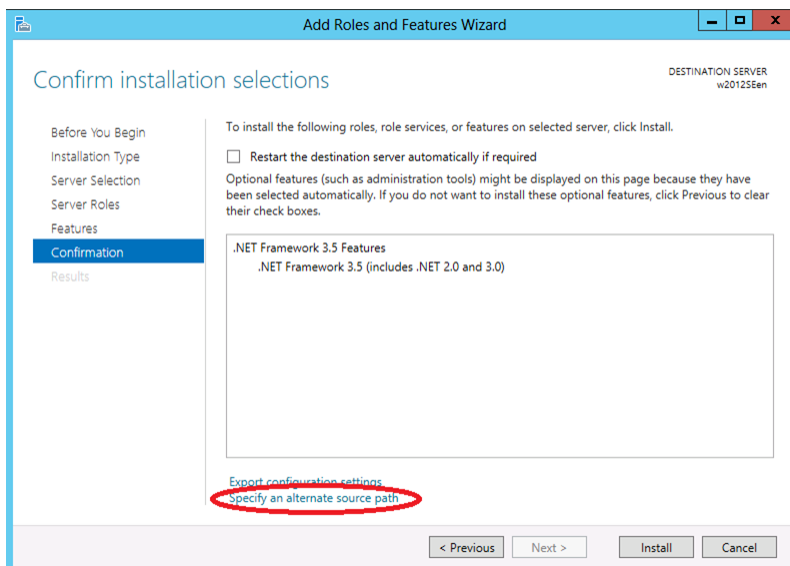 Add Roles and Features Wizard
Confirm installation selections
DESTINATION SERVER
w2012SEen
Before You Begin
Installation Type
Server Selection
Server Roles
Features
Confirmation
Results
To install the following roles, role services, or features on selected server, click Install.
Restart the destination server automatically if required
Optional features (such as administration tools) might be displayed on this page because they have
been selected automatically. If you do not want to install these optional features, click Previous to clear
their check boxes.
.NET Framework 3.5 Features
.NET Framework 3.5 (includes .NET 2.0 and 3.0)
Export configuration settings
Specify an alternate source path
< Previous
Next >
Install
Cancel